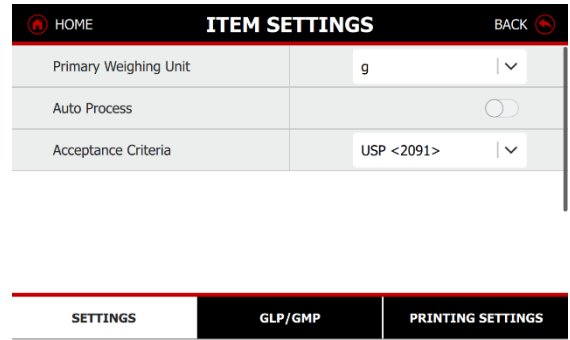 HOME ITEM SETTINGS BACK
Primary Weighing Unit g
Auto Process
Acceptance Criteria USP <2091>
SETTINGS GLP/GMP PRINTING SETTINGS